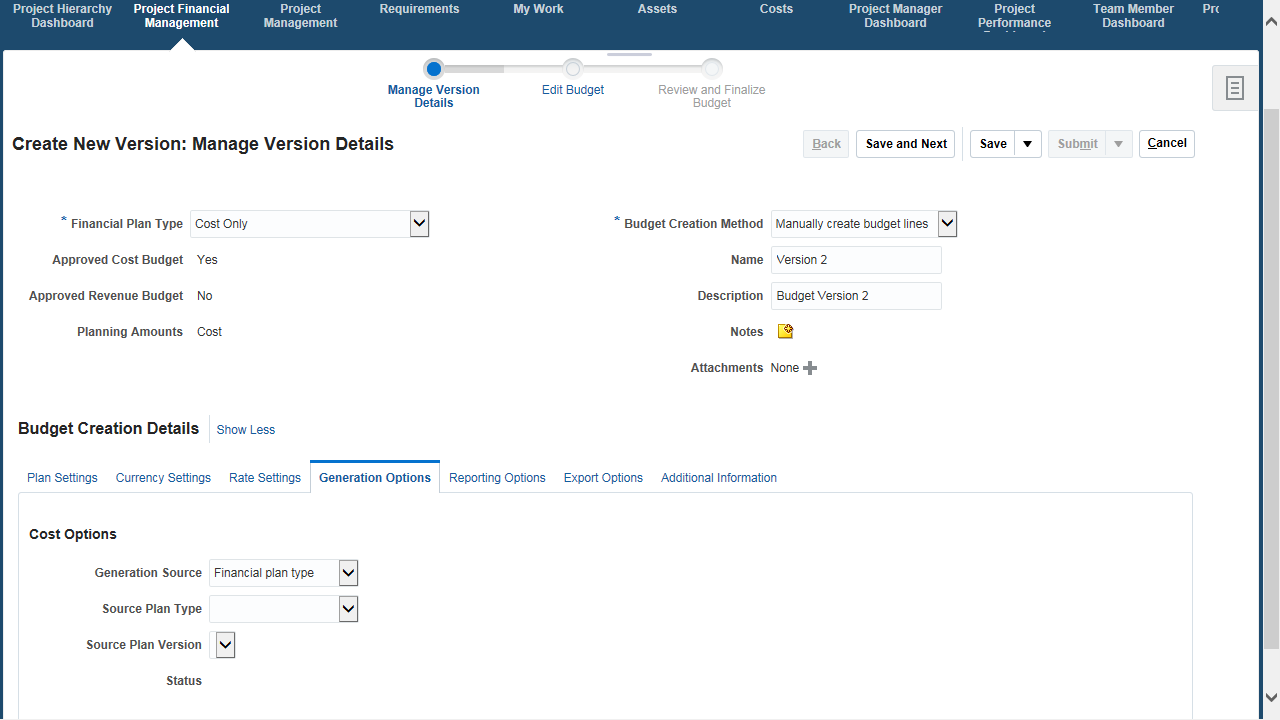 Project Hierarchy
Dashboard
Project Financial
Management
Project
Management
Requirements
My Work
Assets
Costs
Project Manager
Dashboard
Project
Performance
Team Member
Dashboard
Manage Version
Details
Edit Budget
Review and Finalize
Budget
Create New Version: Manage Version Details
Back
Save and Next
Save
Submit
Cancel
* Financial Plan Type Cost Only
Approved Cost Budget Yes
Approved Revenue Budget No
Planning Amounts Cost
* Budget Creation Method Manually create budget lines
Name Version 2
Description Budget Version 2
Notes
Attachments None
Budget Creation Details Show Less
Plan Settings Currency Settings Rate Settings Generation Options Reporting Options Export Options Additional Information
Cost Options
Generation Source Financial plan type
Source Plan Type
Source Plan Version
Status